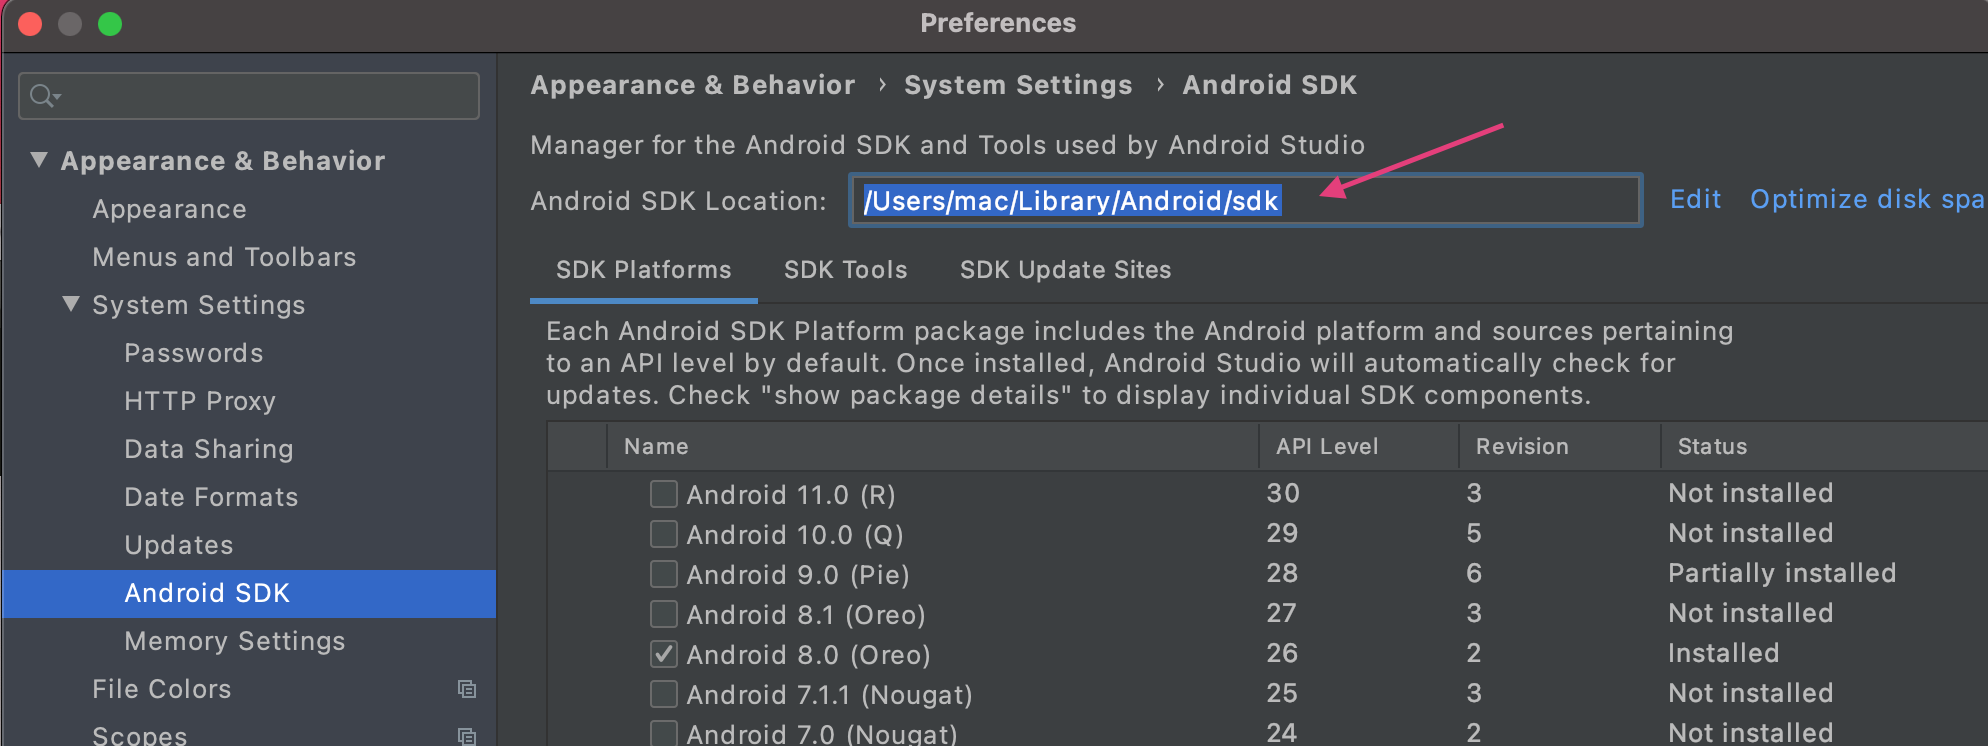 Preferences
Appearance & Behavior
Appearance
Menus and Toolbars
System Settings
Passwords
HTTP Proxy
Data Sharing
Date Formats
Updates
Android SDK
Memory Settings
File Colors
Scopes
Appearance & Behavior › System Settings › Android SDK
Manager for the Android SDK and Tools used by Android Studio
Android SDK Location: /Users/mac/Library/Android/sdk Edit Optimize disk spa
SDK Platforms SDK Tools SDK Update Sites
Each Android SDK Platform package includes the Android platform and sources pertaining
to an API level by default. Once installed, Android Studio will automatically check for
updates. Check "show package details" to display individual SDK components.
Name API Level Revision Status
Android 11.0 (R) 30 3 Not installed
Android 10.0 (Q) 29 5 Not installed
Android 9.0 (Pie) 28 6 Partially installed
Android 8.1 (Oreo) 27 3 Not installed
Android 8.0 (Oreo) 26 2 Installed
Android 7.1.1 (Nougat) 25 3 Not installed
Android 7.0 (Nougat) 24 2 Not installed